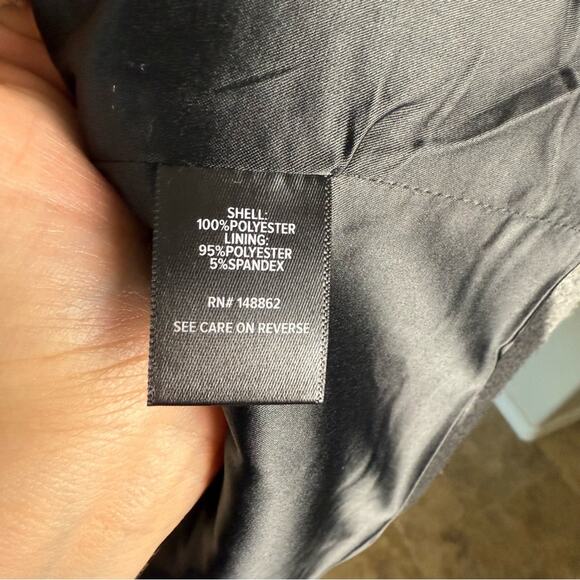 SHELL:
100%POLYESTER
LINING:
95%POLYESTER
5%SPANDEX
RN# 148862
SEE CARE ON REVERSE